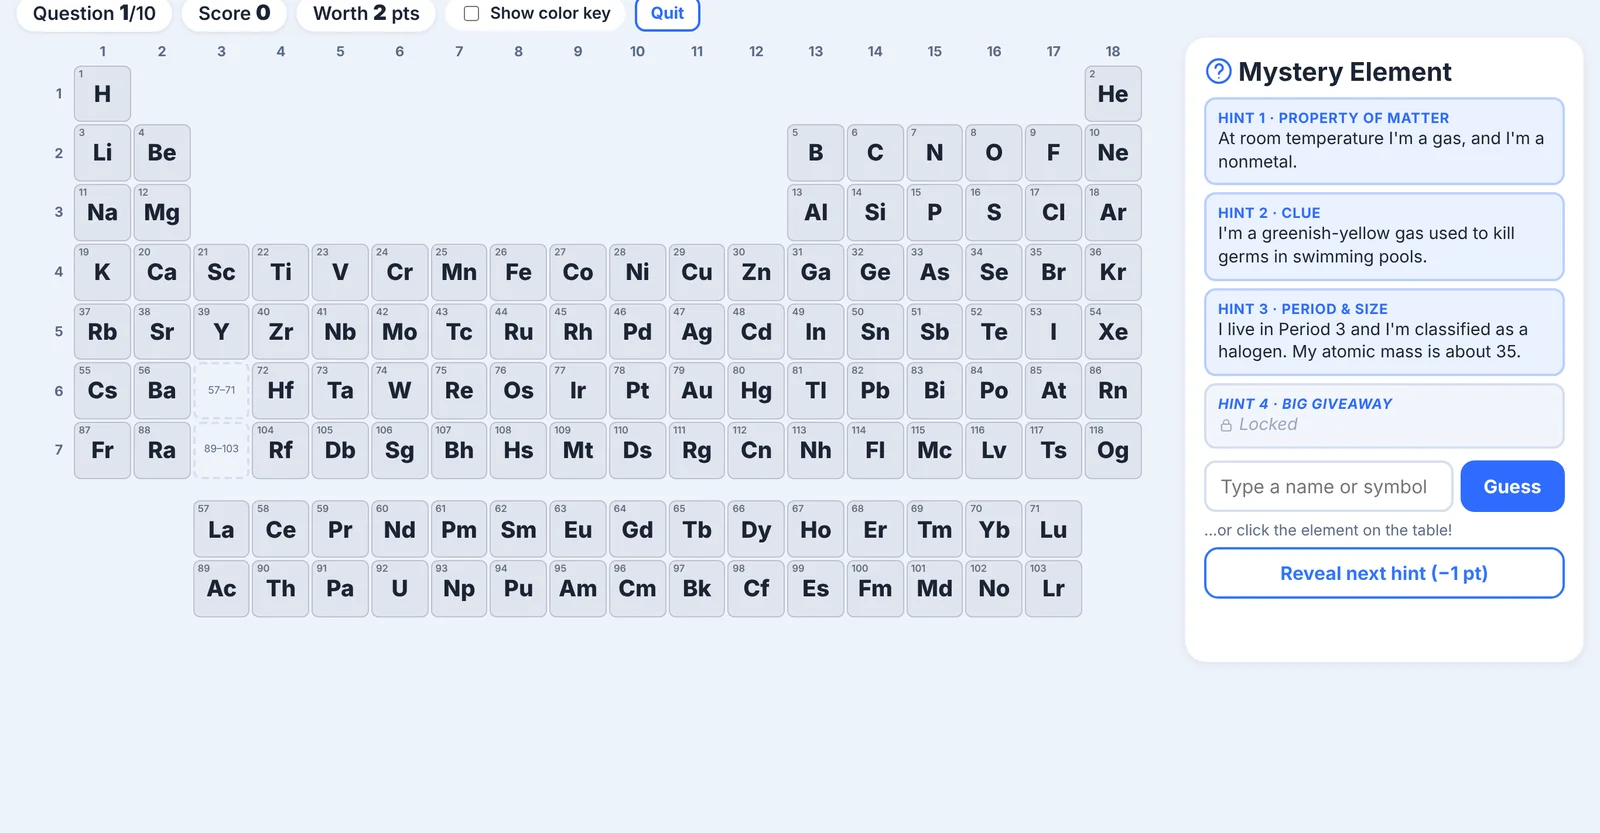 Question 1/10 Score 0 Worth 2 pts Show color key Quit
1 2 3 4 5 6 7 8 9 10 11 12 13 14 15 16 17 18
1 1 H 2 He
2 3 Li 4 Be 5 B 6 C 7 N 8 O 9 F 10 Ne
3 11 Na 12 Mg 13 Al 14 Si 15 P 16 S 17 Cl 18 Ar
4 19 K 20 Ca 21 Sc 22 Ti 23 V 24 Cr 25 Mn 26 Fe 27 Co 28 Ni 29 Cu 30 Zn 31 Ga 32 Ge 33 As 34 Se 35 Br 36 Kr
5 37 Rb 38 Sr 39 Y 40 Zr 41 Nb 42 Mo 43 Tc 44 Ru 45 Rh 46 Pd 47 Ag 48 Cd 49 In 50 Sn 51 Sb 52 Te 53 I 54 Xe
6 55 Cs 56 Ba 57–71 72 Hf 73 Ta 74 W 75 Re 76 Os 77 Ir 78 Pt 79 Au 80 Hg 81 Tl 82 Pb 83 Bi 84 Po 85 At 86 Rn
7 87 Fr 88 Ra 89–103 104 Rf 105 Db 106 Sg 107 Bh 108 Hs 109 Mt 110 Ds 111 Rg 112 Cn 113 Nh 114 Fl 115 Mc 116 Lv 117 Ts 118 Og
57 La 58 Ce 59 Pr 60 Nd 61 Pm 62 Sm 63 Eu 64 Gd 65 Tb 66 Dy 67 Ho 68 Er 69 Tm 70 Yb 71 Lu
89 Ac 90 Th 91 Pa 92 U 93 Np 94 Pu 95 Am 96 Cm 97 Bk 98 Cf 99 Es 100 Fm 101 Md 102 No 103 Lr
? Mystery Element
HINT 1 · PROPERTY OF MATTER
At room temperature I'm a gas, and I'm a
nonmetal.
HINT 2 · CLUE
I'm a greenish-yellow gas used to kill
germs in swimming pools.
HINT 3 · PERIOD & SIZE
I live in Period 3 and I'm classified as a
halogen. My atomic mass is about 35.
HINT 4 · BIG GIVEAWAY
Locked
Type a name or symbol Guess
...or click the element on the table!
Reveal next hint (−1 pt)